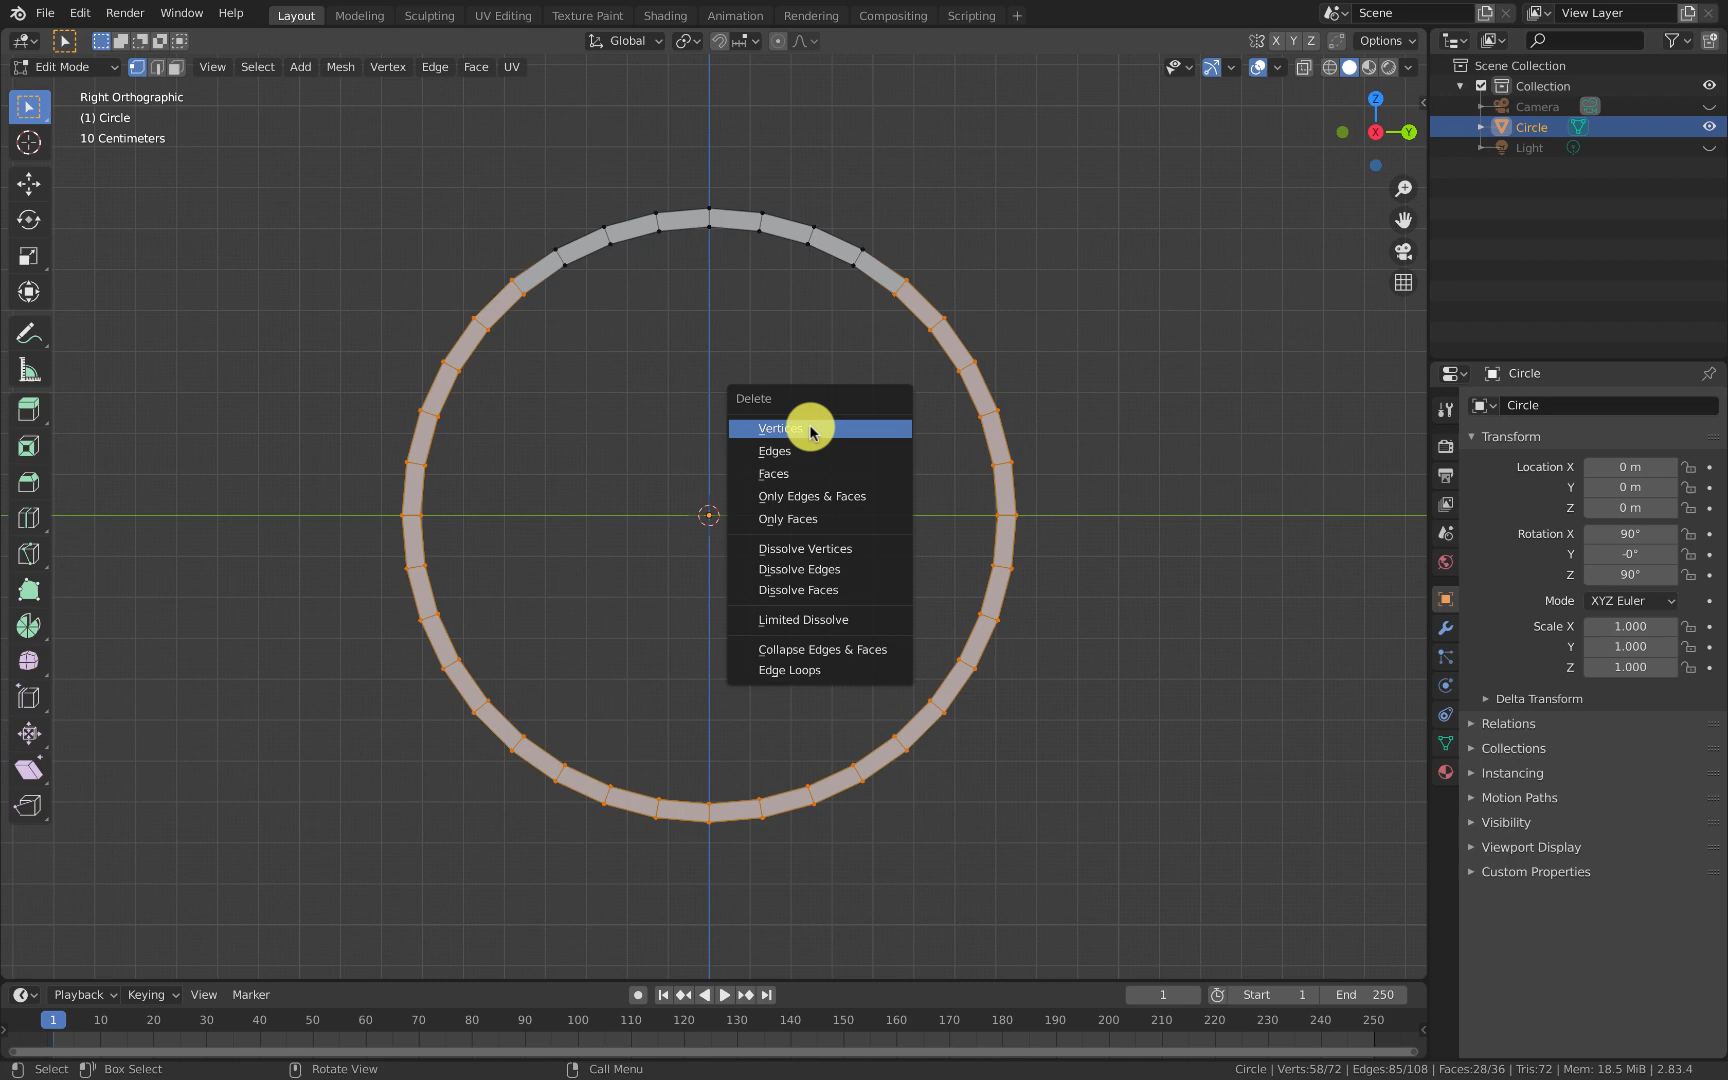 File Edit Render Window Help Layout Modeling Sculpting UV Editing Texture Paint Shading Animation Rendering Compositing Scripting + Scene View Layer
Global X Y Z Options
Edit Mode View Select Add Mesh Vertex Edge Face UV
Right Orthographic
(1) Circle
10 Centimeters
Z
X
Y
Scene Collection
Collection
Camera
Circle
Light
Delete
Vertices
Edges
Faces
Only Edges & Faces
Only Faces
Dissolve Vertices
Dissolve Edges
Dissolve Faces
Limited Dissolve
Collapse Edges & Faces
Edge Loops
Circle
Circle
Transform
Location X 0 m
Y 0 m
Z 0 m
Rotation X 90°
Y -0°
Z 90°
Mode XYZ Euler
Scale X 1.000
Y 1.000
Z 1.000
Delta Transform
Relations
Collections
Instancing
Motion Paths
Visibility
Viewport Display
Custom Properties
Playback Keying View Marker 1 Start 1 End 250
1 10 20 30 40 50 60 70 80 90 100 110 120 130 140 150 160 170 180 190 200 210 220 230 240 250
Select Box Select Rotate View Call Menu Circle | Verts:58/72 | Edges:85/108 | Faces:28/36 | Tris:72 | Mem: 18.5 MiB | 2.83.4